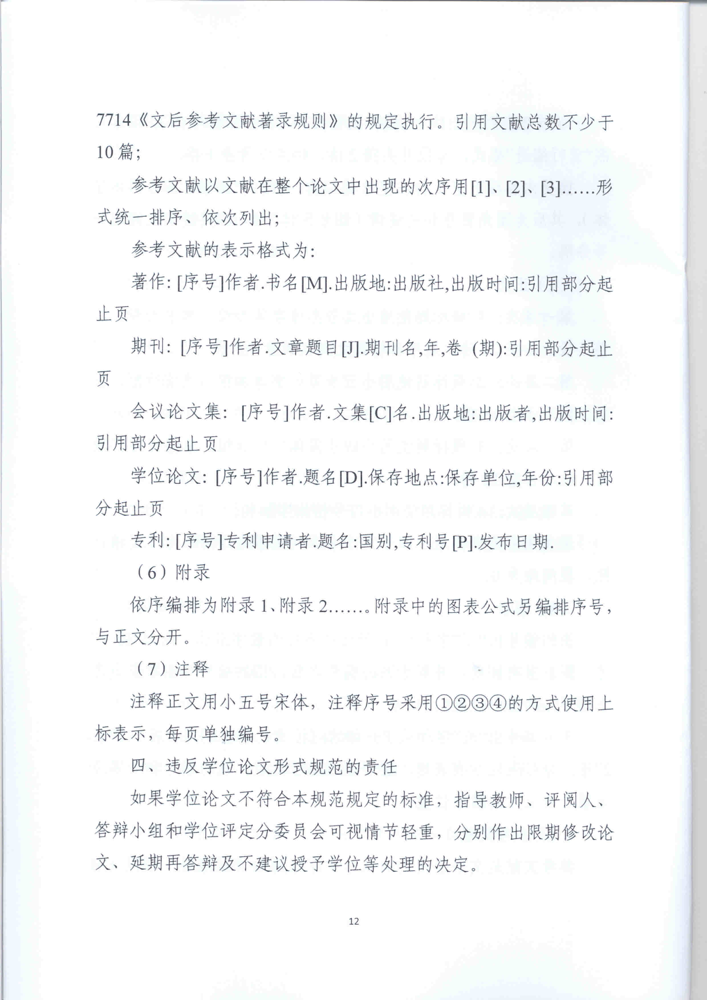 7714《文后参考文献著录规则》的规定执行。引用文献总数不少于
10 篇;
参考文献以文献在整个论文中出现的次序用[1]、[2]、[3]……形
式统一排序、依次列出;
参考文献的表示格式为:
著作: [序号]作者.书名[M].出版地:出版社,出版时间:引用部分起
止页
期刊: [序号]作者.文章题目[J].期刊名,年,卷 (期):引用部分起止
页
会议论文集: [序号]作者.文集[C]名.出版地:出版者,出版时间:
引用部分起止页
学位论文: [序号]作者.题名[D].保存地点:保存单位,年份:引用部
分起止页
专利: [序号]专利申请者.题名:国别,专利号[P].发布日期.
（6）附录
依序编排为附录 1、附录 2……。附录中的图表公式另编排序号，
与正文分开。
（7）注释
注释正文用小五号宋体，注释序号采用①②③④的方式使用上
标表示，每页单独编号。
四、违反学位论文形式规范的责任
如果学位论文不符合本规范规定的标准，指导教师、评阅人、
答辩小组和学位评定分委员会可视情节轻重，分别作出限期修改论
文、延期再答辩及不建议授予学位等处理的决定。
12